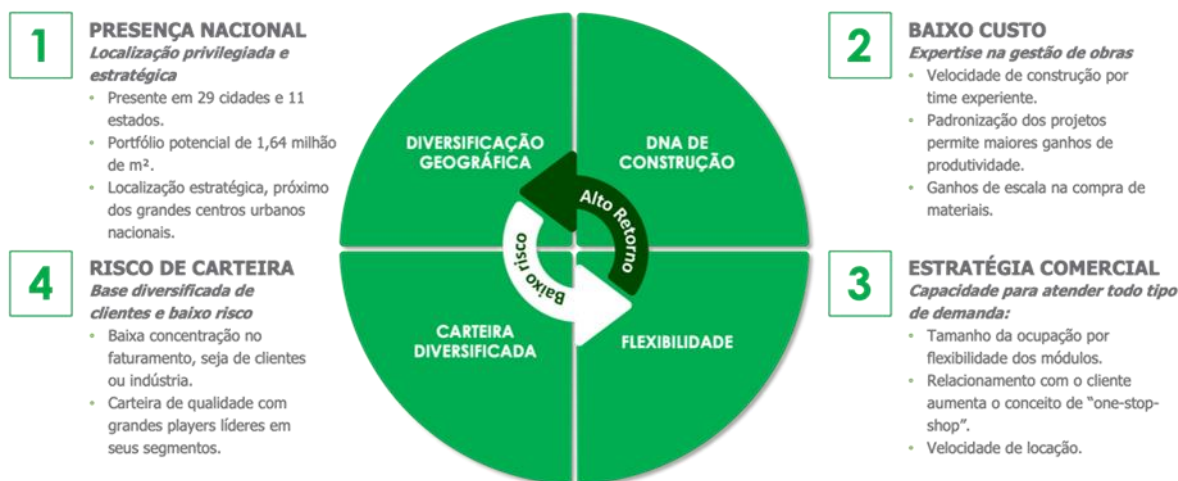 1
PRESENÇA NACIONAL
Localização privilegiada e
estratégica
• Presente em 29 cidades e 11
estados.
• Portfólio potencial de 1,64 milhão
de m².
• Localização estratégica, próximo
dos grandes centros urbanos
nacionais.
DIVERSIFICAÇÃO
GEOGRÁFICA
DNA DE
CONSTRUÇÃO
Alto Retorno
Baixo risco
CARTEIRA
DIVERSIFICADA
FLEXIBILIDADE
2
BAIXO CUSTO
Expertise na gestão de obras
• Velocidade de construção por
time experiente.
• Padronização dos projetos
permite maiores ganhos de
produtividade.
• Ganhos de escala na compra de
materiais.
3
ESTRATÉGIA COMERCIAL
Capacidade para atender todo tipo
de demanda:
• Tamanho da ocupação por
flexibilidade dos módulos.
• Relacionamento com o cliente
aumenta o conceito de “one-stop-
shop”.
• Velocidade de locação.
4
RISCO DE CARTEIRA
Base diversificada de
clientes e baixo risco
• Baixa concentração no
faturamento, seja de clientes
ou indústria.
• Carteira de qualidade com
grandes players líderes em
seus segmentos.